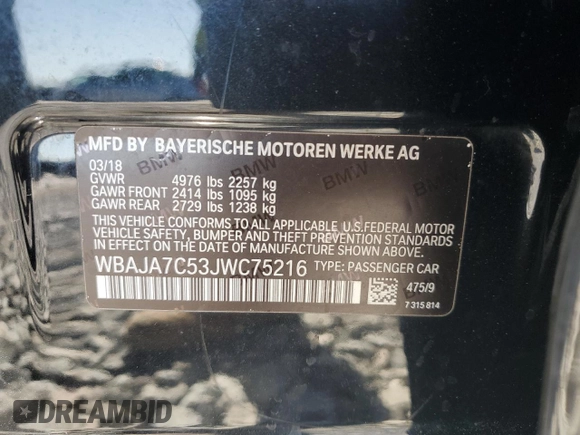 MFD BY BAYERISCHE MOTOREN WERKE AG
03/18
GVWR 4976 lbs 2257 kg
GAWR FRONT 2414 lbs 1095 kg
GAWR REAR 2729 lbs 1238 kg
THIS VEHICLE CONFORMS TO ALL APPLICABLE U.S.FEDERAL MOTOR
VEHICLE SAFETY, BUMPER AND THEFT PREVENTION STANDARDS
IN EFFECT ON THE DATE OF MANUFACTURE SHOWN ABOVE.
WBAJA7C53JWC75216 TYPE: PASSENGER CAR
475/9
7 315 814
DREAMBID